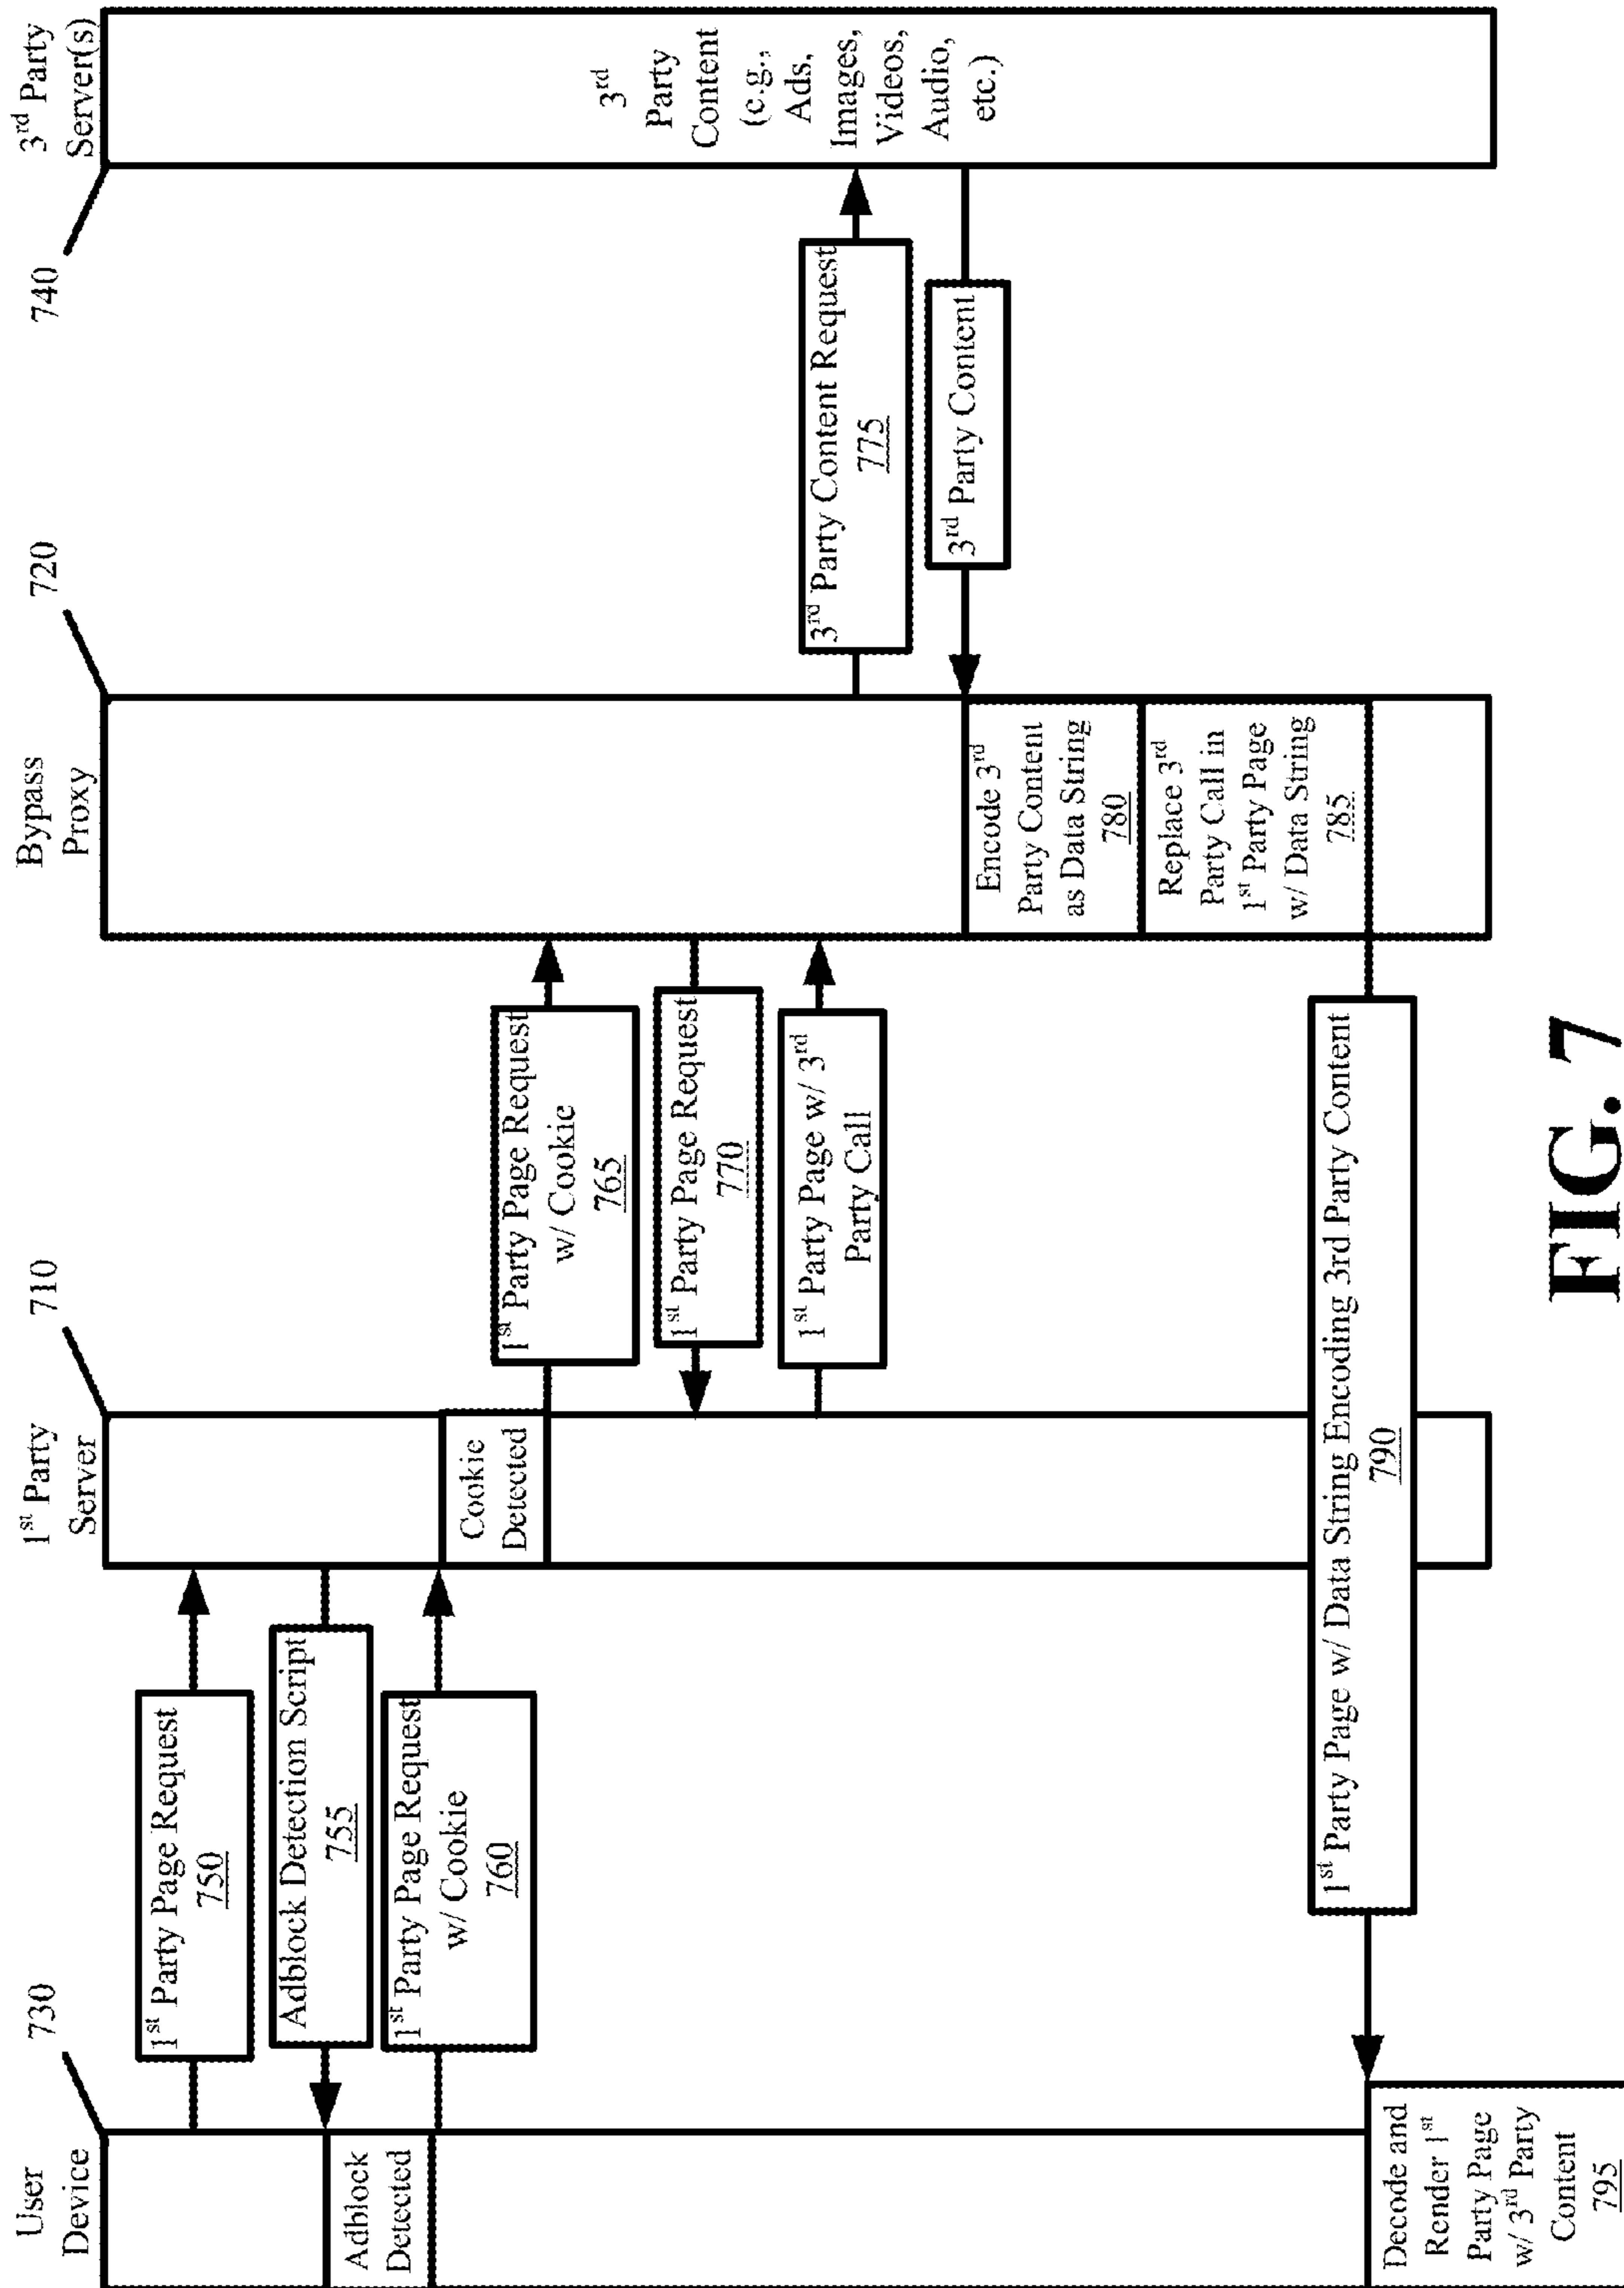 User
Device
730
1st Party
Server
710
Bypass
Proxy
720
3rd Party
Server(s)
740
1st Party Page Request
750
Adblock Detection Script
755
Adblock
Detected
1st Party Page Request
w/ Cookie
760
Cookie
Detected
1st Party Page Request
w/ Cookie
765
1st Party Page Request
770
1st Party Page w/ 3rd
Party Call
3rd Party Content Request
775
3rd
Party
Content
(e.g.,
Ads,
Images,
Videos,
Audio,
etc.)
3rd Party Content
Encode 3rd
Party Content
as Data String
780
Replace 3rd
Party Call in
1st Party Page
w/ Data String
785
1st Party Page w/ Data String Encoding 3rd Party Content
790
Decode and
Render 1st
Party Page
w/ 3rd Party
Content
795
FIG. 7